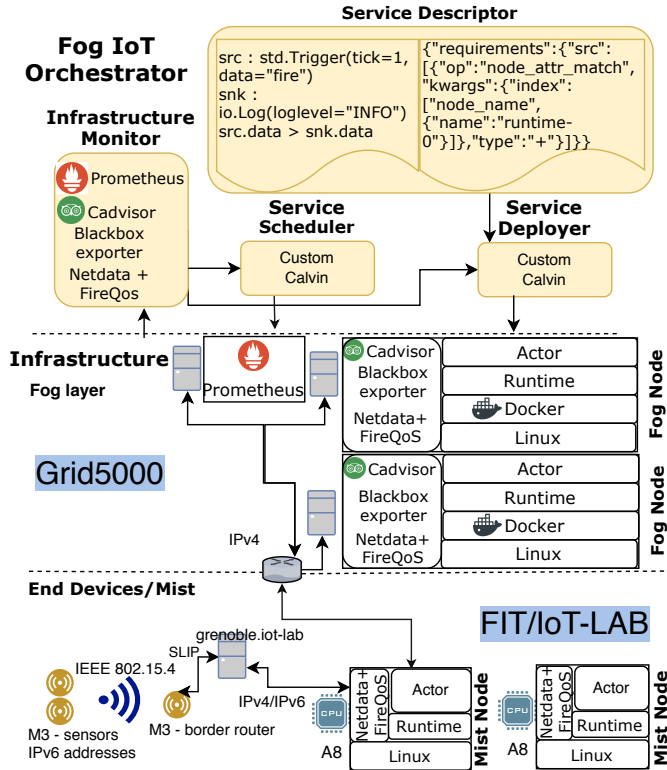 Service Descriptor
Fog IoT
Orchestrator
src : std.Trigger(tick=1,
data="fire")
snk :
io.Log(loglevel="INFO")
src.data > snk.data
{"requirements":{"src":
[{"op":"node_attr_match",
"kwargs":{"index":
["node_name",
{"name":"runtime-
0"}]},"type":"+"}]}}
Infrastructure
Monitor
Prometheus
Cadvisor
Blackbox
exporter
Netdata +
FireQos
Service
Scheduler
Custom
Calvin
Service
Deployer
Custom
Calvin
Infrastructure
Fog layer
Prometheus
Cadvisor
Blackbox
exporter
Netdata+
FireQoS
Actor
Runtime
Docker
Linux
Fog Node
Grid5000
Cadvisor
Blackbox
exporter
Netdata+
FireQoS
Actor
Runtime
Docker
Linux
Fog Node
IPv4
End Devices/Mist
FIT/IoT-LAB
grenoble.iot-lab
SLIP
IEEE 802.15.4
IPv4/IPv6
M3 - sensors
IPv6 addresses
M3 - border router
CPU
A8
Netdata+
FireQoS
Actor
Runtime
Linux
Mist Node
CPU
A8
Netdata+
FireQoS
Actor
Runtime
Linux
Mist Node